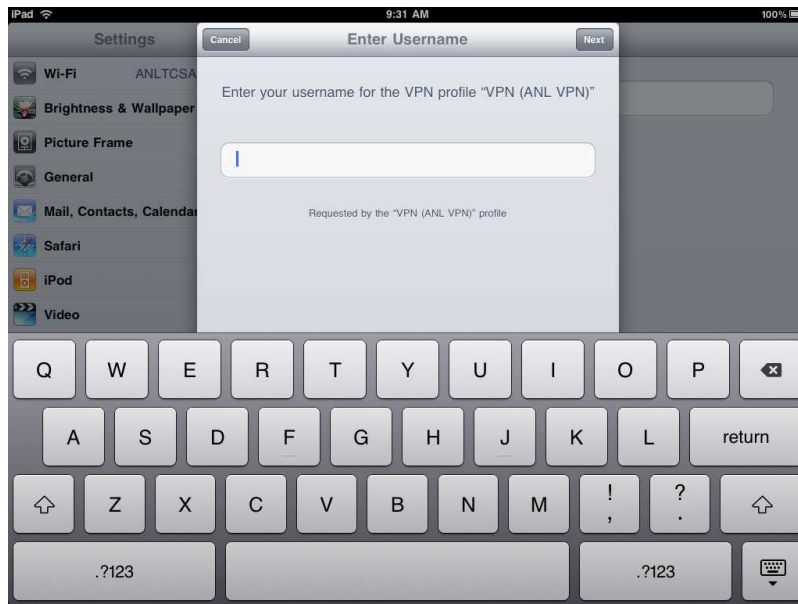 iPad 9:31 AM 100%
Settings
Cancel Enter Username Next
Wi-Fi ANLTCSA
Brightness & Wallpaper
Picture Frame
General
Mail, Contacts, Calendar
Safari
iPod
Video
Enter your username for the VPN profile “VPN (ANL VPN)”
Requested by the “VPN (ANL VPN)” profile
Q W E R T Y U I O P
A S D F G H J K L return
Z X C V B N M ! , ? .
.?123 .?123